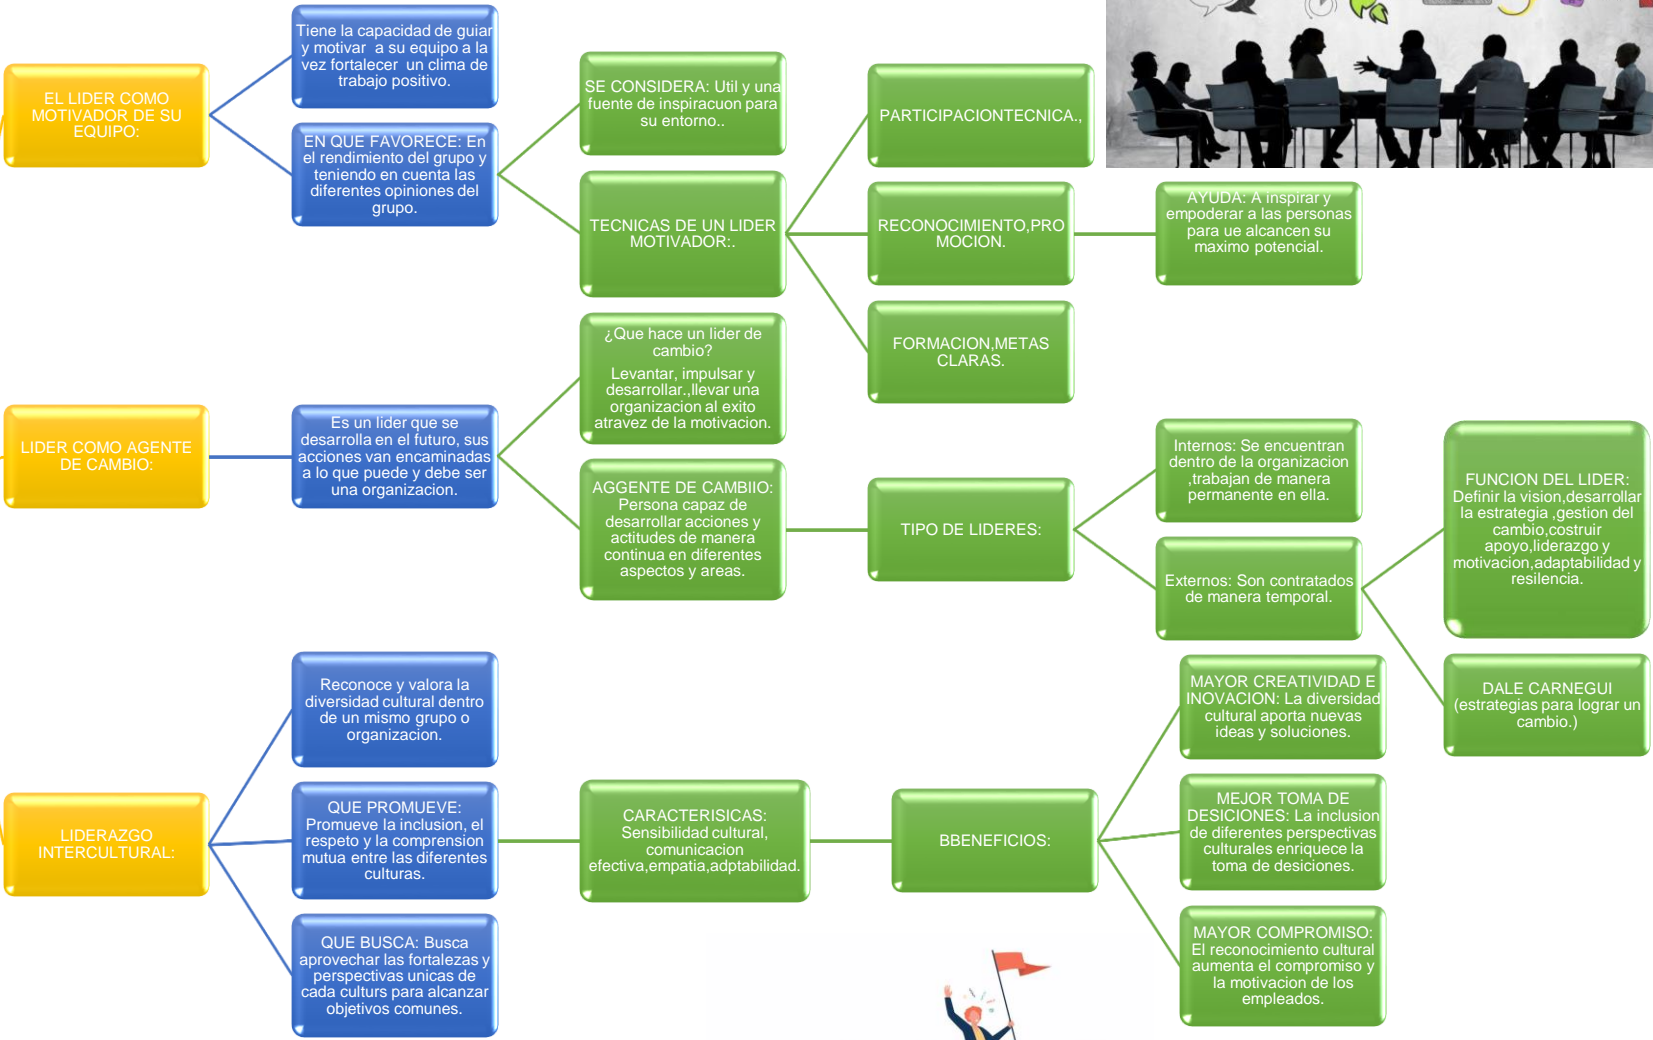 EL LIDER COMO
MOTIVADOR DE SU
EQUIPO:
Tiene la capacidad de guiar
y motivar a su equipo a la
vez fortalecer un clima de
trabajo positivo.
EN QUE FAVORECE: En
el rendimiento del grupo y
teniendo en cuenta las
diferentes opiniones del
grupo.
SE CONSIDERA: Util y una
fuente de inspiracuon para
su entorno..
TECNICAS DE UN LIDER
MOTIVADOR:.
PARTICIPACIONTECNICA.,
RECONOCIMIENTO,PRO
MOCION.
FORMACION,METAS
CLARAS.
AYUDA: A inspirar y
empoderar a las personas
para ue alcancen su
maximo potencial.
LIDER COMO AGENTE
DE CAMBIO:
Es un lider que se
desarrolla en el futuro, sus
acciones van encaminadas
a lo que puede y debe ser
una organizacion.
¿Que hace un lider de
cambio?
Levantar, impulsar y
desarrollar.,llevar una
organizacion al exito
atravez de la motivacion.
AGGENTE DE CAMBIIO:
Persona capaz de
desarrollar acciones y
actitudes de manera
continua en diferentes
aspectos y areas.
TIPO DE LIDERES:
Internos: Se encuentran
dentro de la organizacion
,trabajan de manera
permanente en ella.
Externos: Son contratados
de manera temporal.
FUNCION DEL LIDER:
Definir la vision,desarrollar
la estrategia ,gestion del
cambio,costruir
apoyo,liderazgo y
motivacion,adaptabilidad y
resilencia.
DALE CARNEGUI
(estrategias para lograr un
cambio.)
LIDERAZGO
INTERCULTURAL:
Reconoce y valora la
diversidad cultural dentro
de un mismo grupo o
organizacion.
QUE PROMUEVE:
Promueve la inclusion, el
respeto y la comprension
mutua entre las diferentes
culturas.
QUE BUSCA: Busca
aprovechar las fortalezas y
perspectivas unicas de
cada culturs para alcanzar
objetivos comunes.
CARACTERISICAS:
Sensibilidad cultural,
comunicacion
efectiva,empatia,adptabilidad.
BBENEFICIOS:
MAYOR CREATIVIDAD E
INOVACION: La diversidad
cultural aporta nuevas
ideas y soluciones.
MEJOR TOMA DE
DESICIONES: La inclusion
de diferentes perspectivas
culturales enriquece la
toma de desiciones.
MAYOR COMPROMISO:
El reconocimiento cultural
aumenta el compromiso y
la motivacion de los
empleados.